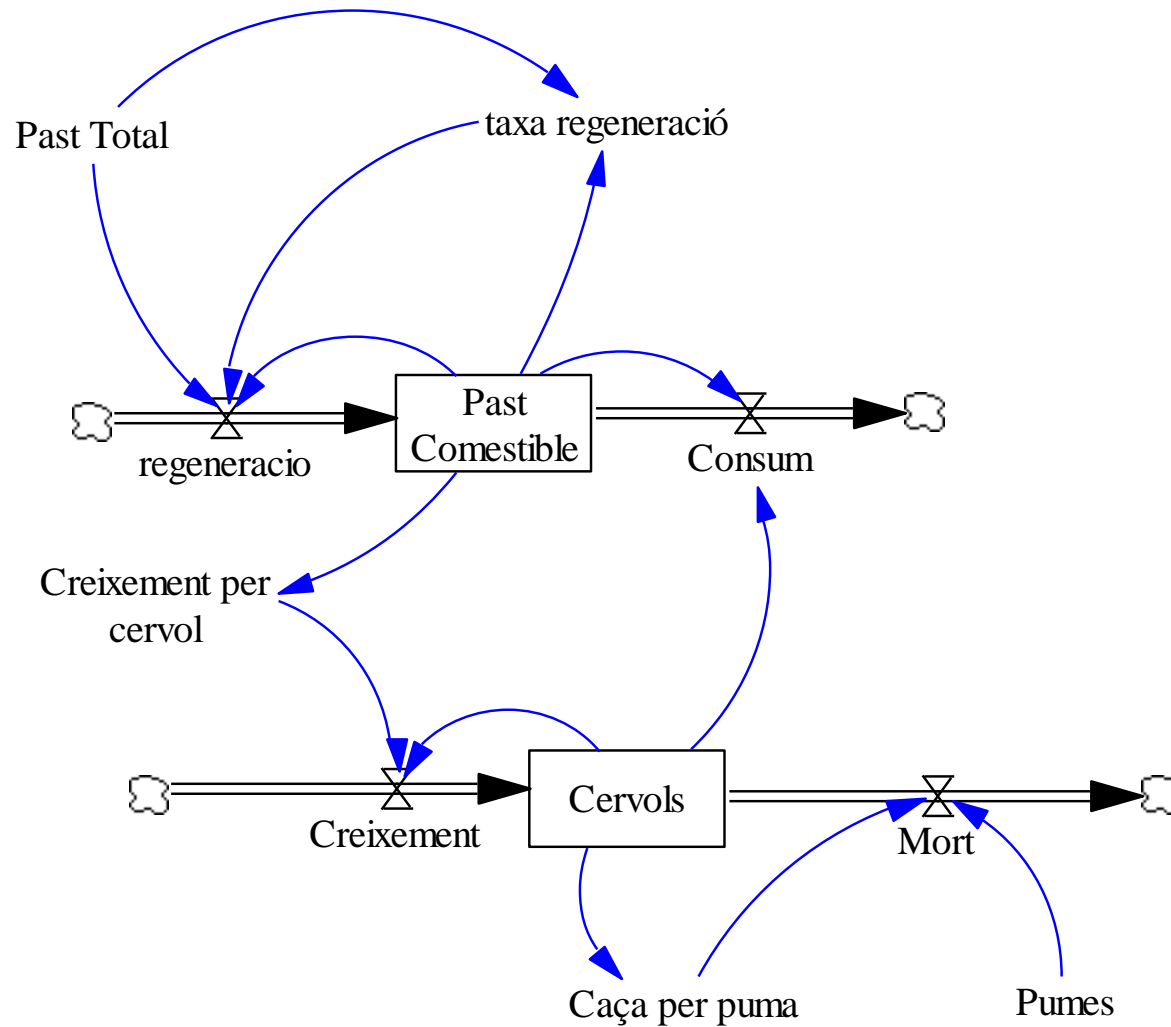 Past Total
taxa regeneració
Past
Comestible
regeneracio
Consum
Creixement per
cervol
Cervols
Creixement
Mort
Caça per puma
Pumes